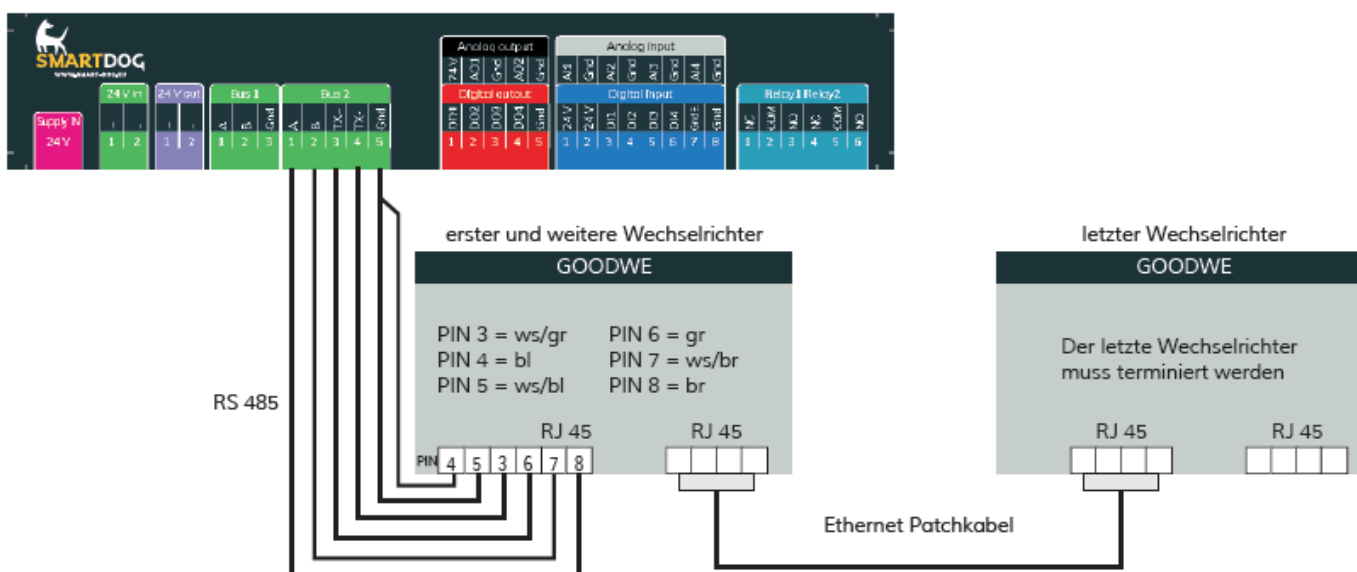 SMARTDOG
Analog output
Analog Input
24V AO1 Gnd AO2 Gnd
AI1 Gnd AI2 Gnd AI3 Gnd AI4 Gnd
24 V in
24 V out
Bus 1
Bus 2
Digital output
Digital Input
Relay1 Relay2
Supply IN
24 V
- -
- -
A B Gnd
A B TX- TX- Gnd
DO1 DO2 DO3 DO4 Gnd
24V 24V DI1 DI2 DI3 DI4 Gnd
NC COM NO NC COM NO
1 2
1 2
1 2 3
1 2 3 4 5
1 2 3 4 5
1 2 3 4 5 6 7 8
1 2 3 4 5 6
erster und weitere Wechselrichter
letzter Wechselrichter
GOODWE
GOODWE
PIN 3 = ws/gr PIN 6 = gr
PIN 4 = bl PIN 7 = ws/br
PIN 5 = ws/bl PIN 8 = br
Der letzte Wechselrichter
muss terminiert werden
RS 485
RJ 45
RJ 45
RJ 45
RJ 45
PIN 4 5 3 6 7 8
Ethernet Patchkabel